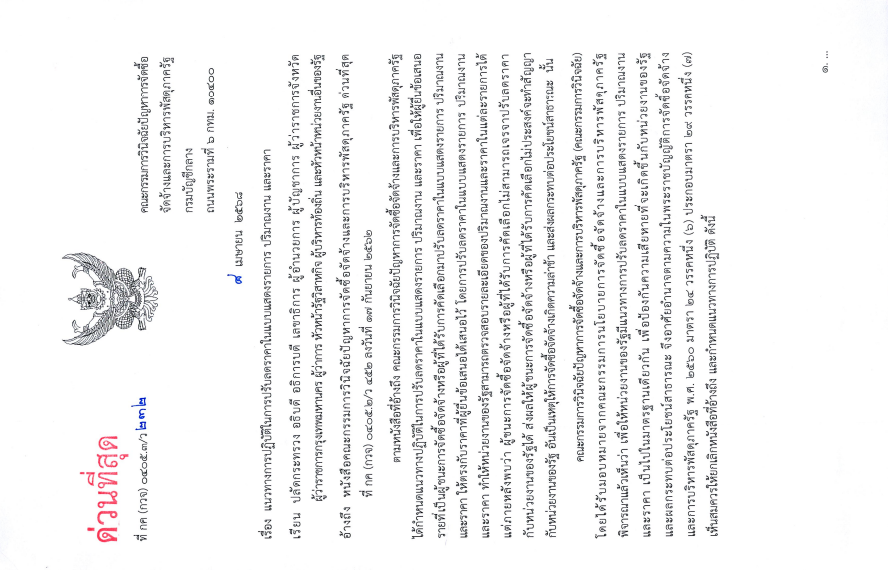 ด่วนที่สุด
ที่ กค (กวจ) ๐๔๐๕.๓/ว ๒๓๒
คณะกรรมการวินิจฉัยปัญหาการจัดซื้อ
จัดจ้างและการบริหารพัสดุภาครัฐ
กรมบัญชีกลาง
ถนนพระรามที่ ๖ กทม. ๑๐๔๐๐
๙ เมษายน ๒๕๖๘
เรื่อง แนวทางการปฏิบัติในการปรับลดราคาในแบบแสดงรายการ ปริมาณงาน และราคา
เรียน ปลัดกระทรวง อธิบดี อธิการบดี เลขาธิการ ผู้อำนวยการ ผู้บัญชาการ ผู้ว่าราชการจังหวัด
ผู้ว่าราชการกรุงเทพมหานคร ผู้ว่าการ หัวหน้ารัฐวิสาหกิจ ผู้บริหารท้องถิ่น และหัวหน้าหน่วยงานอื่นของรัฐ
อ้างถึง หนังสือคณะกรรมการวินิจฉัยปัญหาการจัดซื้อจัดจ้างและการบริหารพัสดุภาครัฐ ด่วนที่สุด
ที่ กค (กวจ) ๐๔๐๕.๒/ว ๔๕๒ ลงวันที่ ๑๗ กันยายน ๒๕๖๒
ตามหนังสือที่อ้างถึง คณะกรรมการวินิจฉัยปัญหาการจัดซื้อจัดจ้างและการบริหารพัสดุภาครัฐ
ได้กำหนดแนวทางปฏิบัติในการปรับลดราคาในแบบแสดงรายการ ปริมาณงาน และราคา เพื่อให้ผู้ยื่นข้อเสนอ
รายที่เป็นผู้ชนะการจัดซื้อจัดจ้างหรือผู้ที่ได้รับการคัดเลือกมาปรับลดราคาในแบบแสดงรายการ ปริมาณงาน
และราคา ให้ตรงกับราคาที่ผู้ยื่นข้อเสนอได้เสนอไว้ โดยการปรับลดราคาในแบบแสดงรายการ ปริมาณงาน
และราคา ทำให้หน่วยงานของรัฐสามารถตรวจสอบรายละเอียดของปริมาณงานและราคาในแต่ละรายการได้
แต่ภายหลังพบว่า ผู้ชนะการจัดซื้อจัดจ้างหรือผู้ที่ได้รับการคัดเลือกไม่สามารถเจรจาปรับลดราคา
กับหน่วยงานของรัฐได้ ส่งผลให้ผู้ชนะการจัดซื้อจัดจ้างหรือผู้ที่ได้รับการคัดเลือกไม่ประสงค์จะทำสัญญา
กับหน่วยงานของรัฐ อันเป็นเหตุให้การจัดซื้อจัดจ้างเกิดความล่าช้า และส่งผลกระทบต่อประโยชน์สาธารณะ นั้น
คณะกรรมการวินิจฉัยปัญหาการจัดซื้อจัดจ้างและการบริหารพัสดุภาครัฐ (คณะกรรมการวินิจฉัย)
โดยได้รับมอบหมายจากคณะกรรมการนโยบายการจัดซื้อจัดจ้างและการบริหารพัสดุภาครัฐ
พิจารณาแล้วเห็นว่า เพื่อให้หน่วยงานของรัฐมีแนวทางการปรับลดราคาในแบบแสดงรายการ ปริมาณงาน
และราคา เป็นไปในมาตรฐานเดียวกัน เพื่อป้องกันความเสียหายที่จะเกิดขึ้นกับหน่วยงานของรัฐ
และผลกระทบต่อประโยชน์สาธารณะ จึงอาศัยอำนาจตามความในพระราชบัญญัติการจัดซื้อจัดจ้าง
และการบริหารพัสดุภาครัฐ พ.ศ. ๒๕๖๐ มาตรา ๒๔ วรรคหนึ่ง (๖) ประกอบมาตรา ๒๙ วรรคหนึ่ง (๗)
เห็นสมควรให้ยกเลิกหนังสือที่อ้างถึง และกำหนดแนวทางการปฏิบัติ ดังนี้
๑. ...